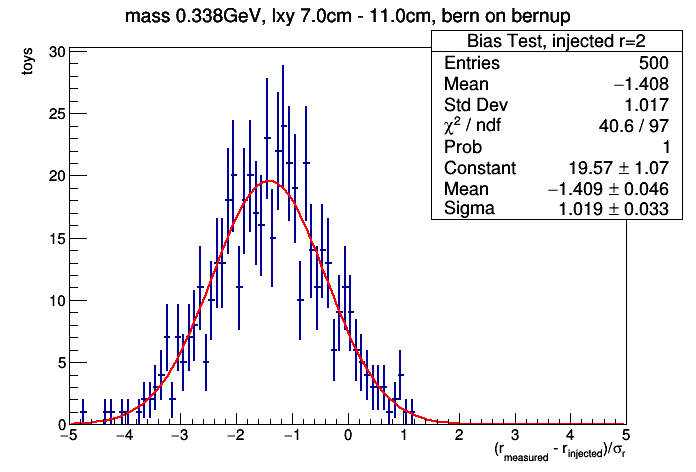 mass 0.338GeV, lxy 7.0cm - 11.0cm, bern on bernup
Bias Test, injected r=2
Entries 500
Mean −1.408
Std Dev 1.017
χ² / ndf 40.6 / 97
Prob 1
Constant 19.57 ± 1.07
Mean −1.409 ± 0.046
Sigma 1.019 ± 0.033
toys
30
25
20
15
10
5
0
−5 −4 −3 −2 −1 0 1 2 3 4 5
(r_measured - r_injected)/σ_r